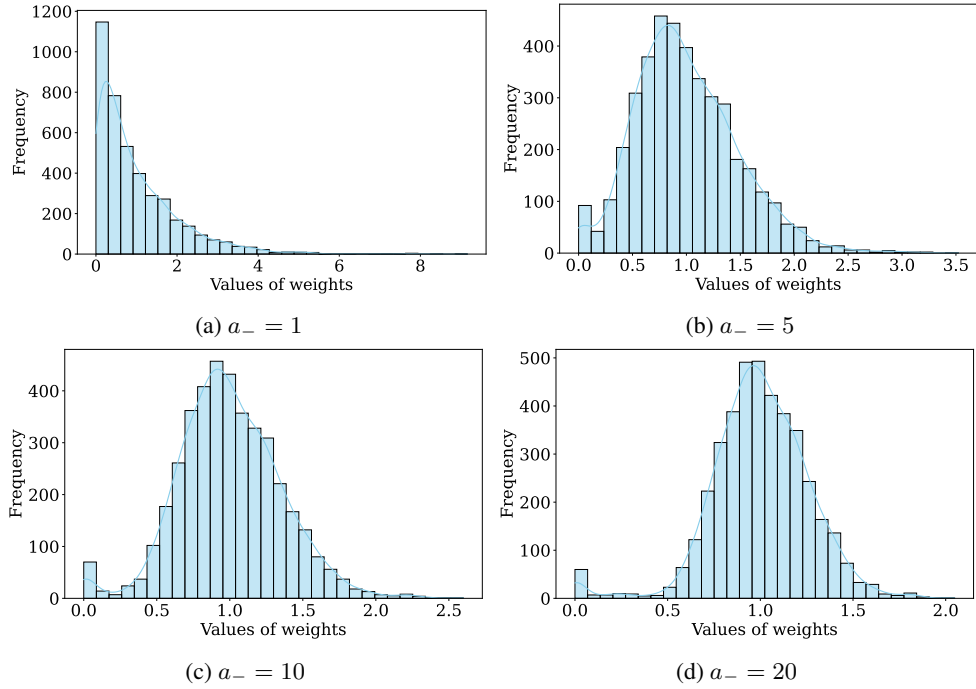 1200
1000
800
600
400
200
0
Frequency
0 2 4 6 8
Values of weights
(a) a₋ = 1
400
300
200
100
0
Frequency
0.0 0.5 1.0 1.5 2.0 2.5 3.0 3.5
Values of weights
(b) a₋ = 5
400
300
200
100
0
Frequency
0.0 0.5 1.0 1.5 2.0 2.5
Values of weights
(c) a₋ = 10
500
400
300
200
100
0
Frequency
0.0 0.5 1.0 1.5 2.0
Values of weights
(d) a₋ = 20